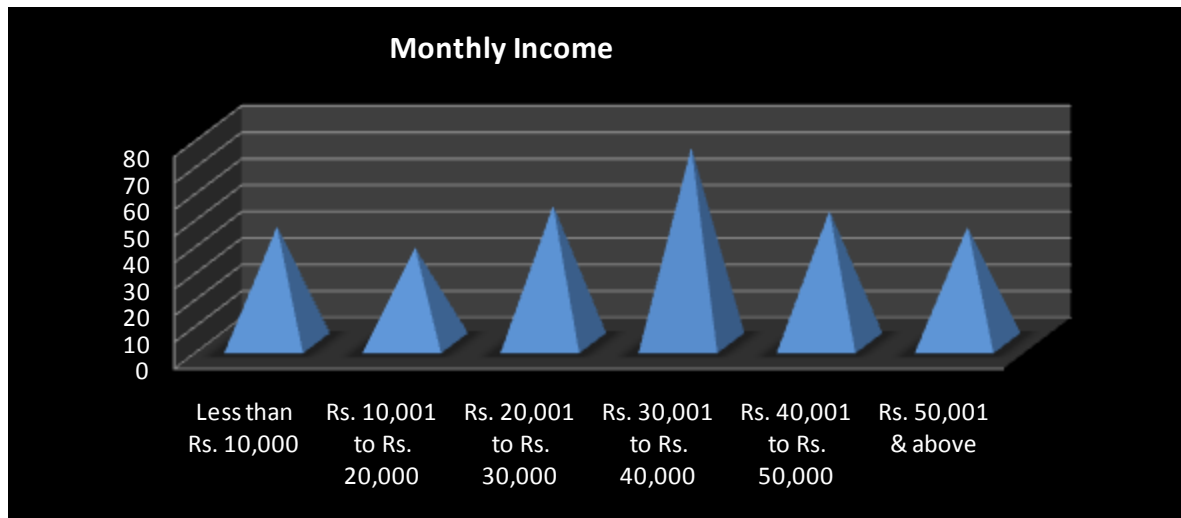 Monthly Income
80
70
60
50
40
30
20
10
0
Less than
Rs. 10,000
Rs. 10,001
to Rs.
20,000
Rs. 20,001
to Rs.
30,000
Rs. 30,001
to Rs.
40,000
Rs. 40,001
to Rs.
50,000
Rs. 50,001
& above